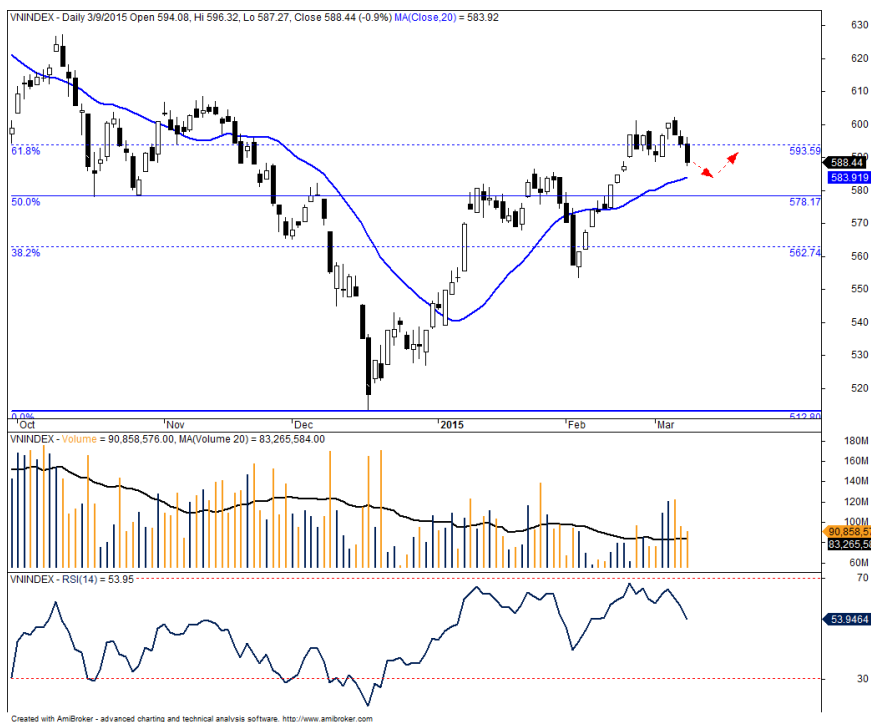 VNINDEX - Daily 3/9/2015 Open 594.08, Hi 596.32, Lo 587.27, Close 588.44 (-0.9%) MA(Close,20) = 583.92
630
620
610
600
61.8%
593.59
588.44
583.919
580
50.0%
578.17
570
38.2%
562.74
560
550
540
530
520
0.0%
512.80
Oct
Nov
Dec
2015
Feb
Mar
VNINDEX - Volume = 90,858,576.00, MA(Volume 20) = 83,265,584.00
180M
160M
140M
120M
100M
90,858,57
83,265,58
60M
VNINDEX - RSI(14) = 53.95
70
53.9464
30
Created with AmiBroker - advanced charting and technical analysis software. http://www.amibroker.com